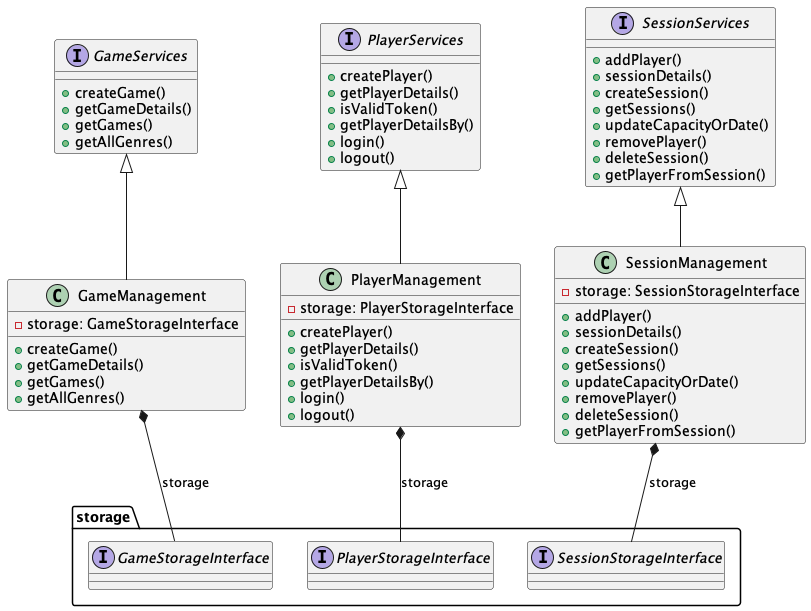 I GameServices
createGame()
getGameDetails()
getGames()
getAllGenres()
I PlayerServices
createPlayer()
getPlayerDetails()
isValidToken()
getPlayerDetailsBy()
login()
logout()
I SessionServices
addPlayer()
sessionDetails()
createSession()
getSessions()
updateCapacityOrDate()
removePlayer()
deleteSession()
getPlayerFromSession()
C GameManagement
storage: GameStorageInterface
createGame()
getGameDetails()
getGames()
getAllGenres()
C PlayerManagement
storage: PlayerStorageInterface
createPlayer()
getPlayerDetails()
isValidToken()
getPlayerDetailsBy()
login()
logout()
C SessionManagement
storage: SessionStorageInterface
addPlayer()
sessionDetails()
createSession()
getSessions()
updateCapacityOrDate()
removePlayer()
deleteSession()
getPlayerFromSession()
storage
storage
storage
storage
I GameStorageInterface
I PlayerStorageInterface
I SessionStorageInterface